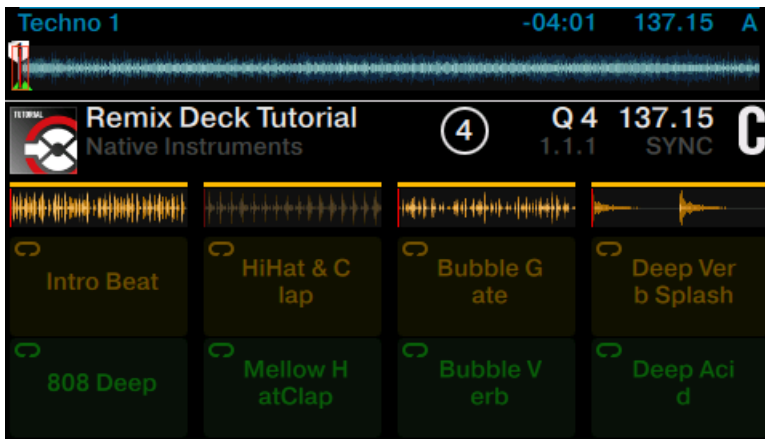 Techno 1 -04:01 137.15 A
TUTORIAL
Remix Deck Tutorial 4 Q 4 137.15 C
Native Instruments 1.1.1 SYNC
Intro Beat
HiHat & C
lap
Bubble G
ate
Deep Ver
b Splash
808 Deep
Mellow H
atClap
Bubble V
erb
Deep Aci
d